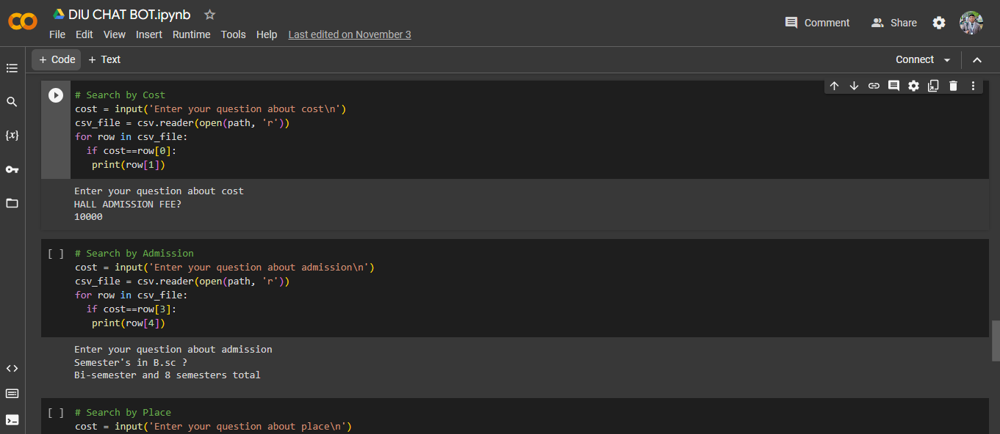 DIU CHAT BOT.ipynb
File Edit View Insert Runtime Tools Help Last edited on November 3
Comment Share
+ Code + Text
Connect
# Search by Cost
cost = input('Enter your question about cost\n')
csv_file = csv.reader(open(path, 'r'))
for row in csv_file:
  if cost==row[0]:
   print(row[1])
Enter your question about cost
HALL ADMISSION FEE?
10000
[ ] # Search by Admission
cost = input('Enter your question about admission\n')
csv_file = csv.reader(open(path, 'r'))
for row in csv_file:
  if cost==row[3]:
   print(row[4])
Enter your question about admission
Semester's in B.sc ?
Bi-semester and 8 semesters total
[ ] # Search by Place
cost = input('Enter your question about place\n')